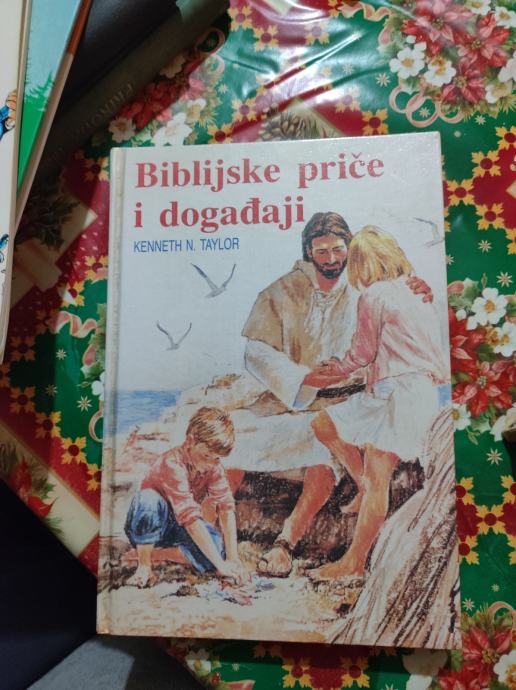 Biblijske priče
i događaji
KENNETH N. TAYLOR